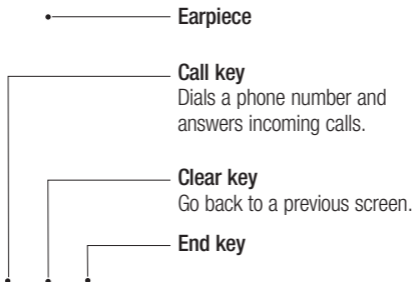 Earpiece
Call key
Dials a phone number and
answers incoming calls.
Clear key
Go back to a previous screen.
End key